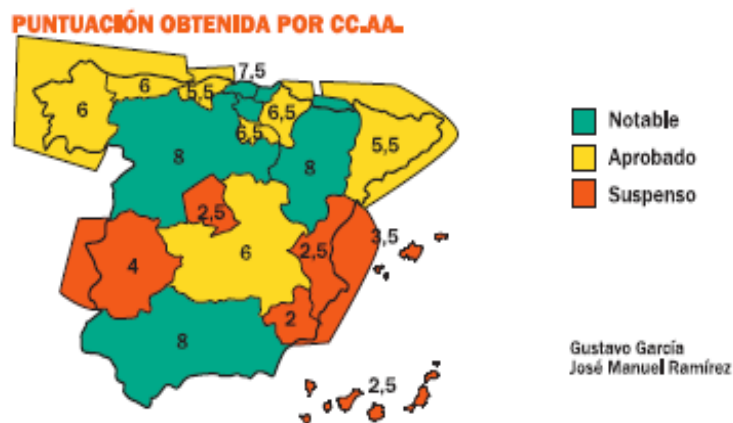 PUNTUACIÓN OBTENIDA POR CC.AA.
7,5
6
6
5,5
6,5
6,5
5,5
8
8
2,5
3,5
2,5
6
4
2
8
2,5
Notable
Aprobado
Suspenso
Gustavo García
José Manuel Ramírez